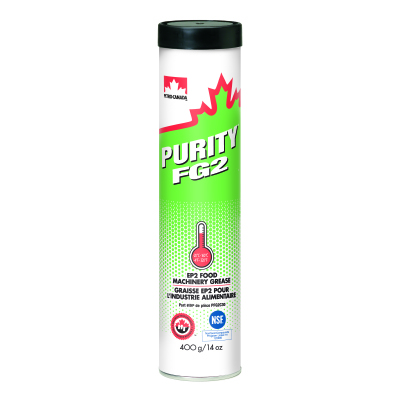 PETRO-CANADA
PURITY
FG2
EP2 FOOD
MACHINERY GREASE
GRAISSE EP2 POUR
L'INDUSTRIE ALIMENTAIRE
NSF
400 g/14 oz